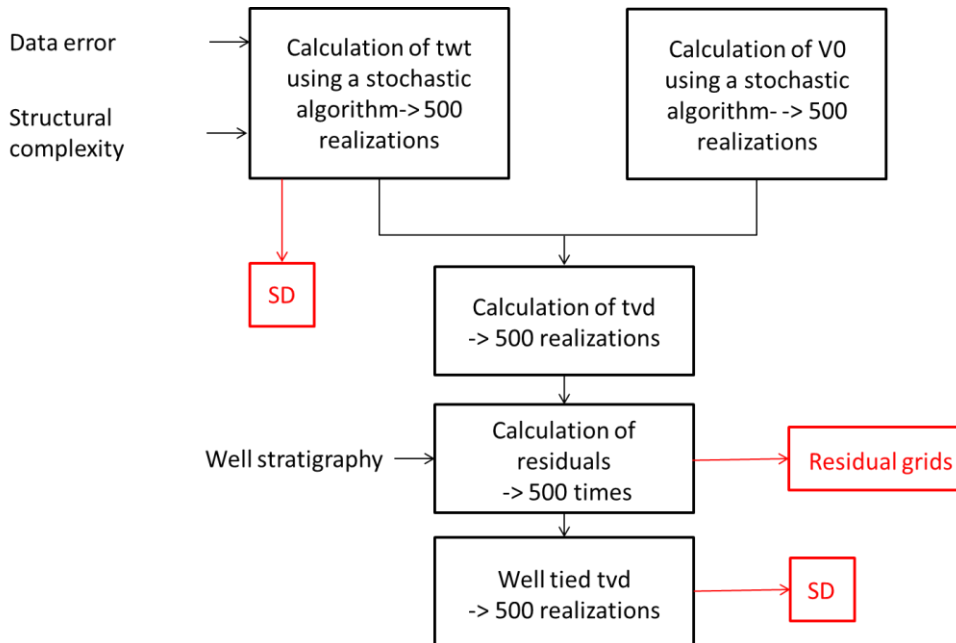 Data error
Structural
complexity
Calculation of twt
using a stochastic
algorithm-> 500
realizations
Calculation of V0
using a stochastic
algorithm- -> 500
realizations
SD
Calculation of tvd
-> 500 realizations
Well stratigraphy
Calculation of
residuals
-> 500 times
Residual grids
Well tied tvd
-> 500 realizations
SD